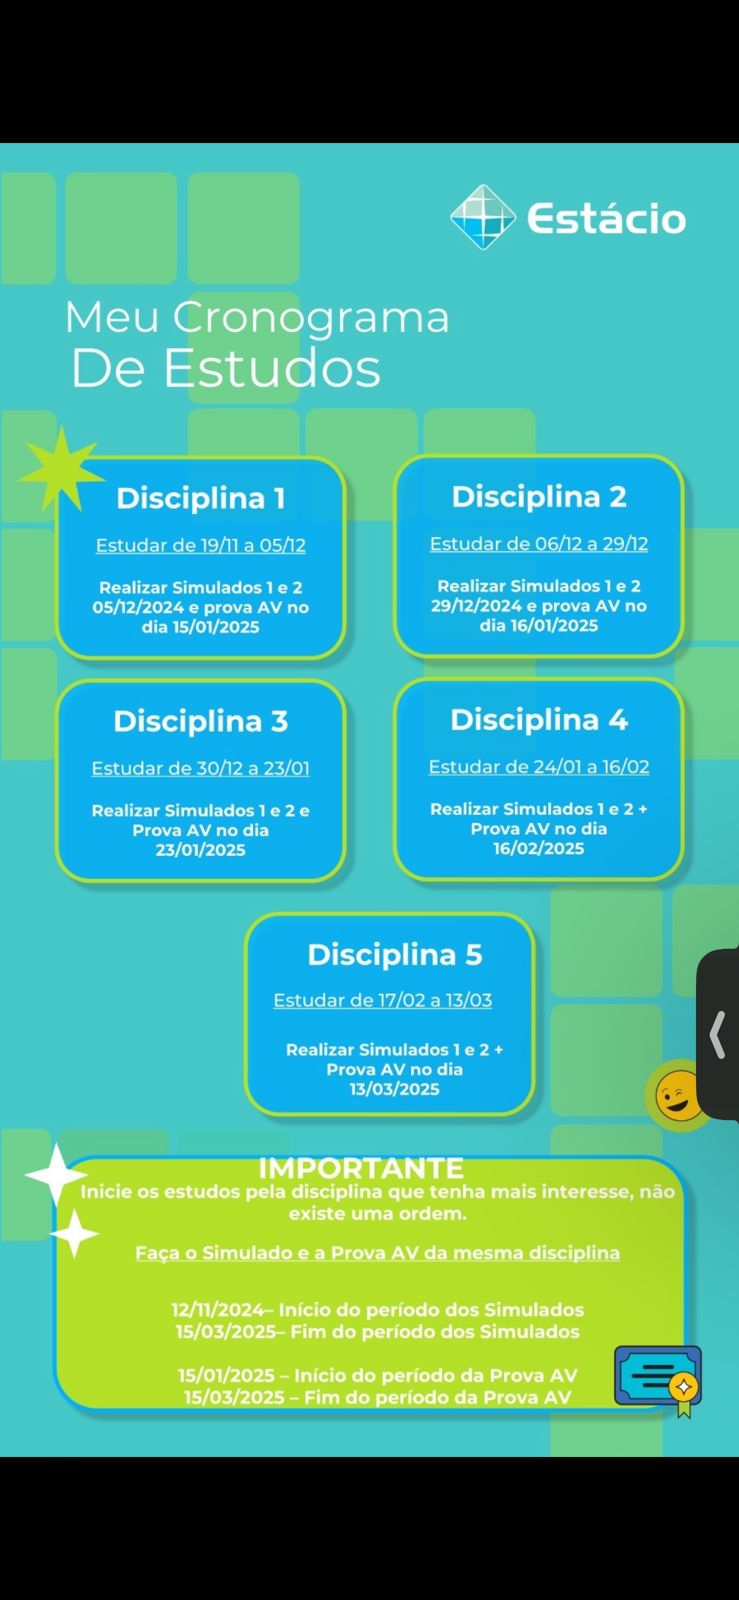 Estácio
Meu Cronograma
De Estudos
Disciplina 1
Estudar de 19/11 a 05/12
Realizar Simulados 1 e 2
05/12/2024 e prova AV no
dia 15/01/2025
Disciplina 2
Estudar de 06/12 a 29/12
Realizar Simulados 1 e 2
29/12/2024 e prova AV no
dia 16/01/2025
Disciplina 3
Estudar de 30/12 a 23/01
Realizar Simulados 1 e 2 e
Prova AV no dia
23/01/2025
Disciplina 4
Estudar de 24/01 a 16/02
Realizar Simulados 1 e 2 +
Prova AV no dia
16/02/2025
Disciplina 5
Estudar de 17/02 a 13/03
Realizar Simulados 1 e 2 +
Prova AV no dia
13/03/2025
IMPORTANTE
Inicie os estudos pela disciplina que tenha mais interesse, não
existe uma ordem.
Faça o Simulado e a Prova AV da mesma disciplina
12/11/2024– Início do período dos Simulados
15/03/2025– Fim do período dos Simulados
15/01/2025 – Início do período da Prova AV
15/03/2025 – Fim do período da Prova AV